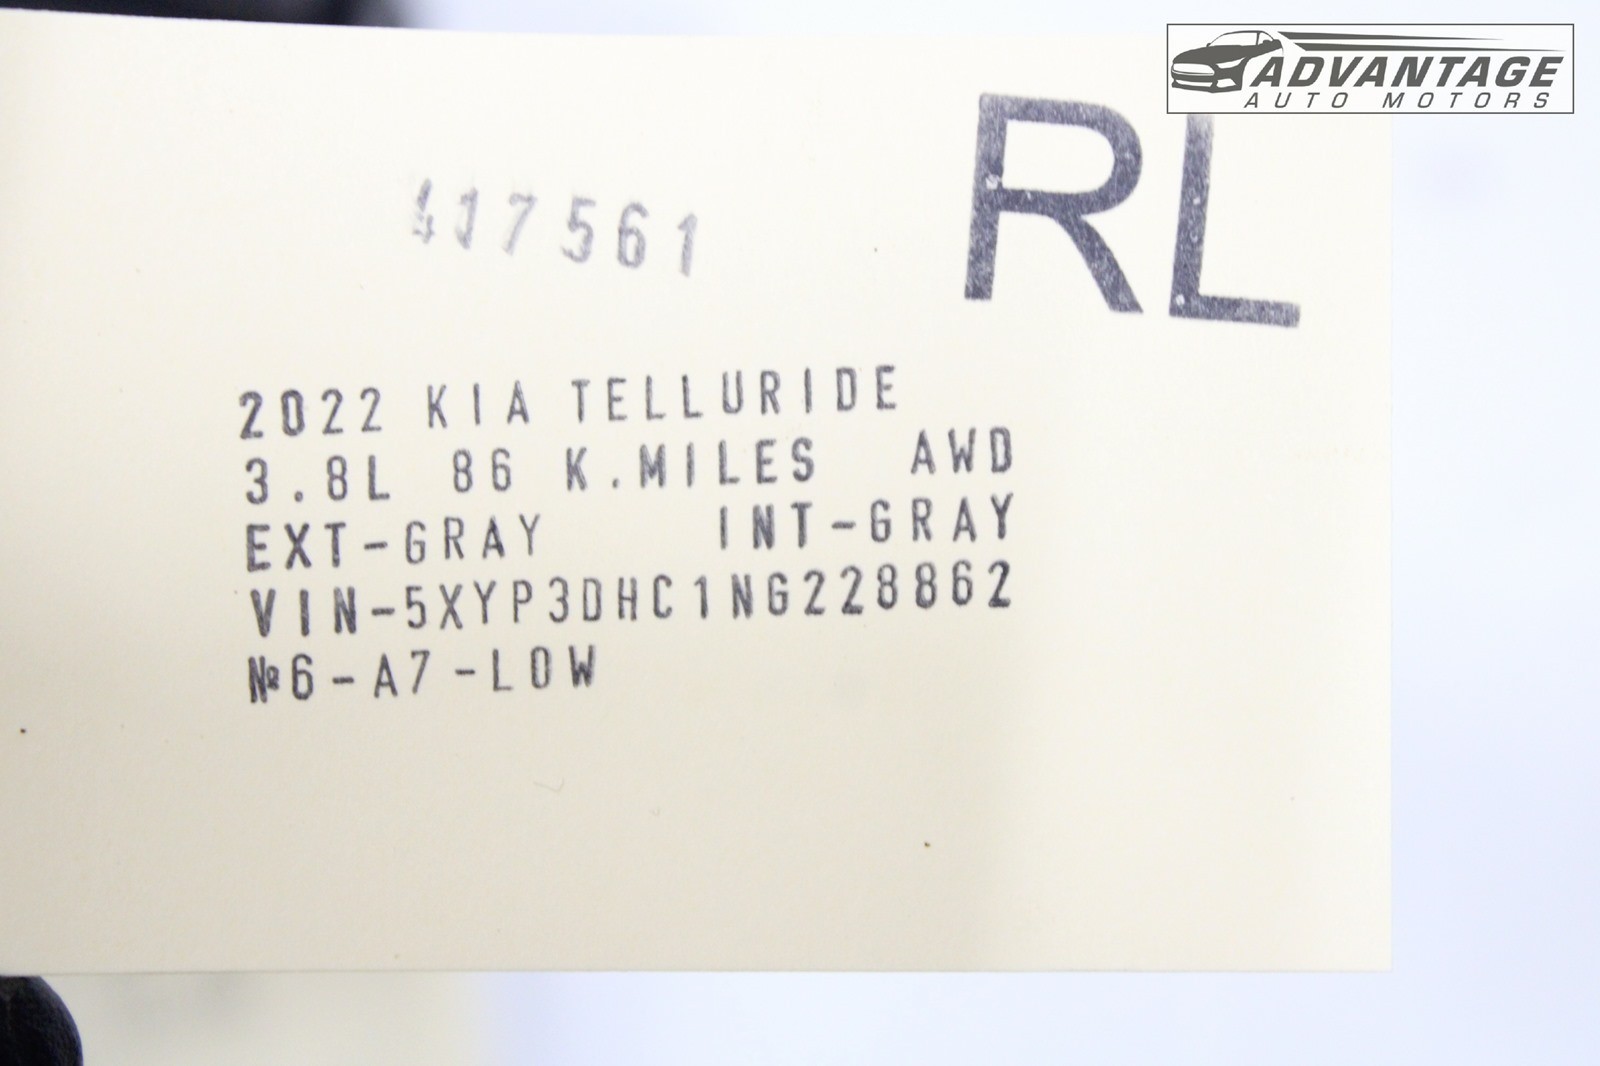 ADVANTAGE
AUTO MOTORS
RL
417561
2022 KIA TELLURIDE
3.8L 86 K.MILES AWD
EXT-GRAY INT-GRAY
VIN-5XYP3DHC1NG228862
№6-A7-LOW